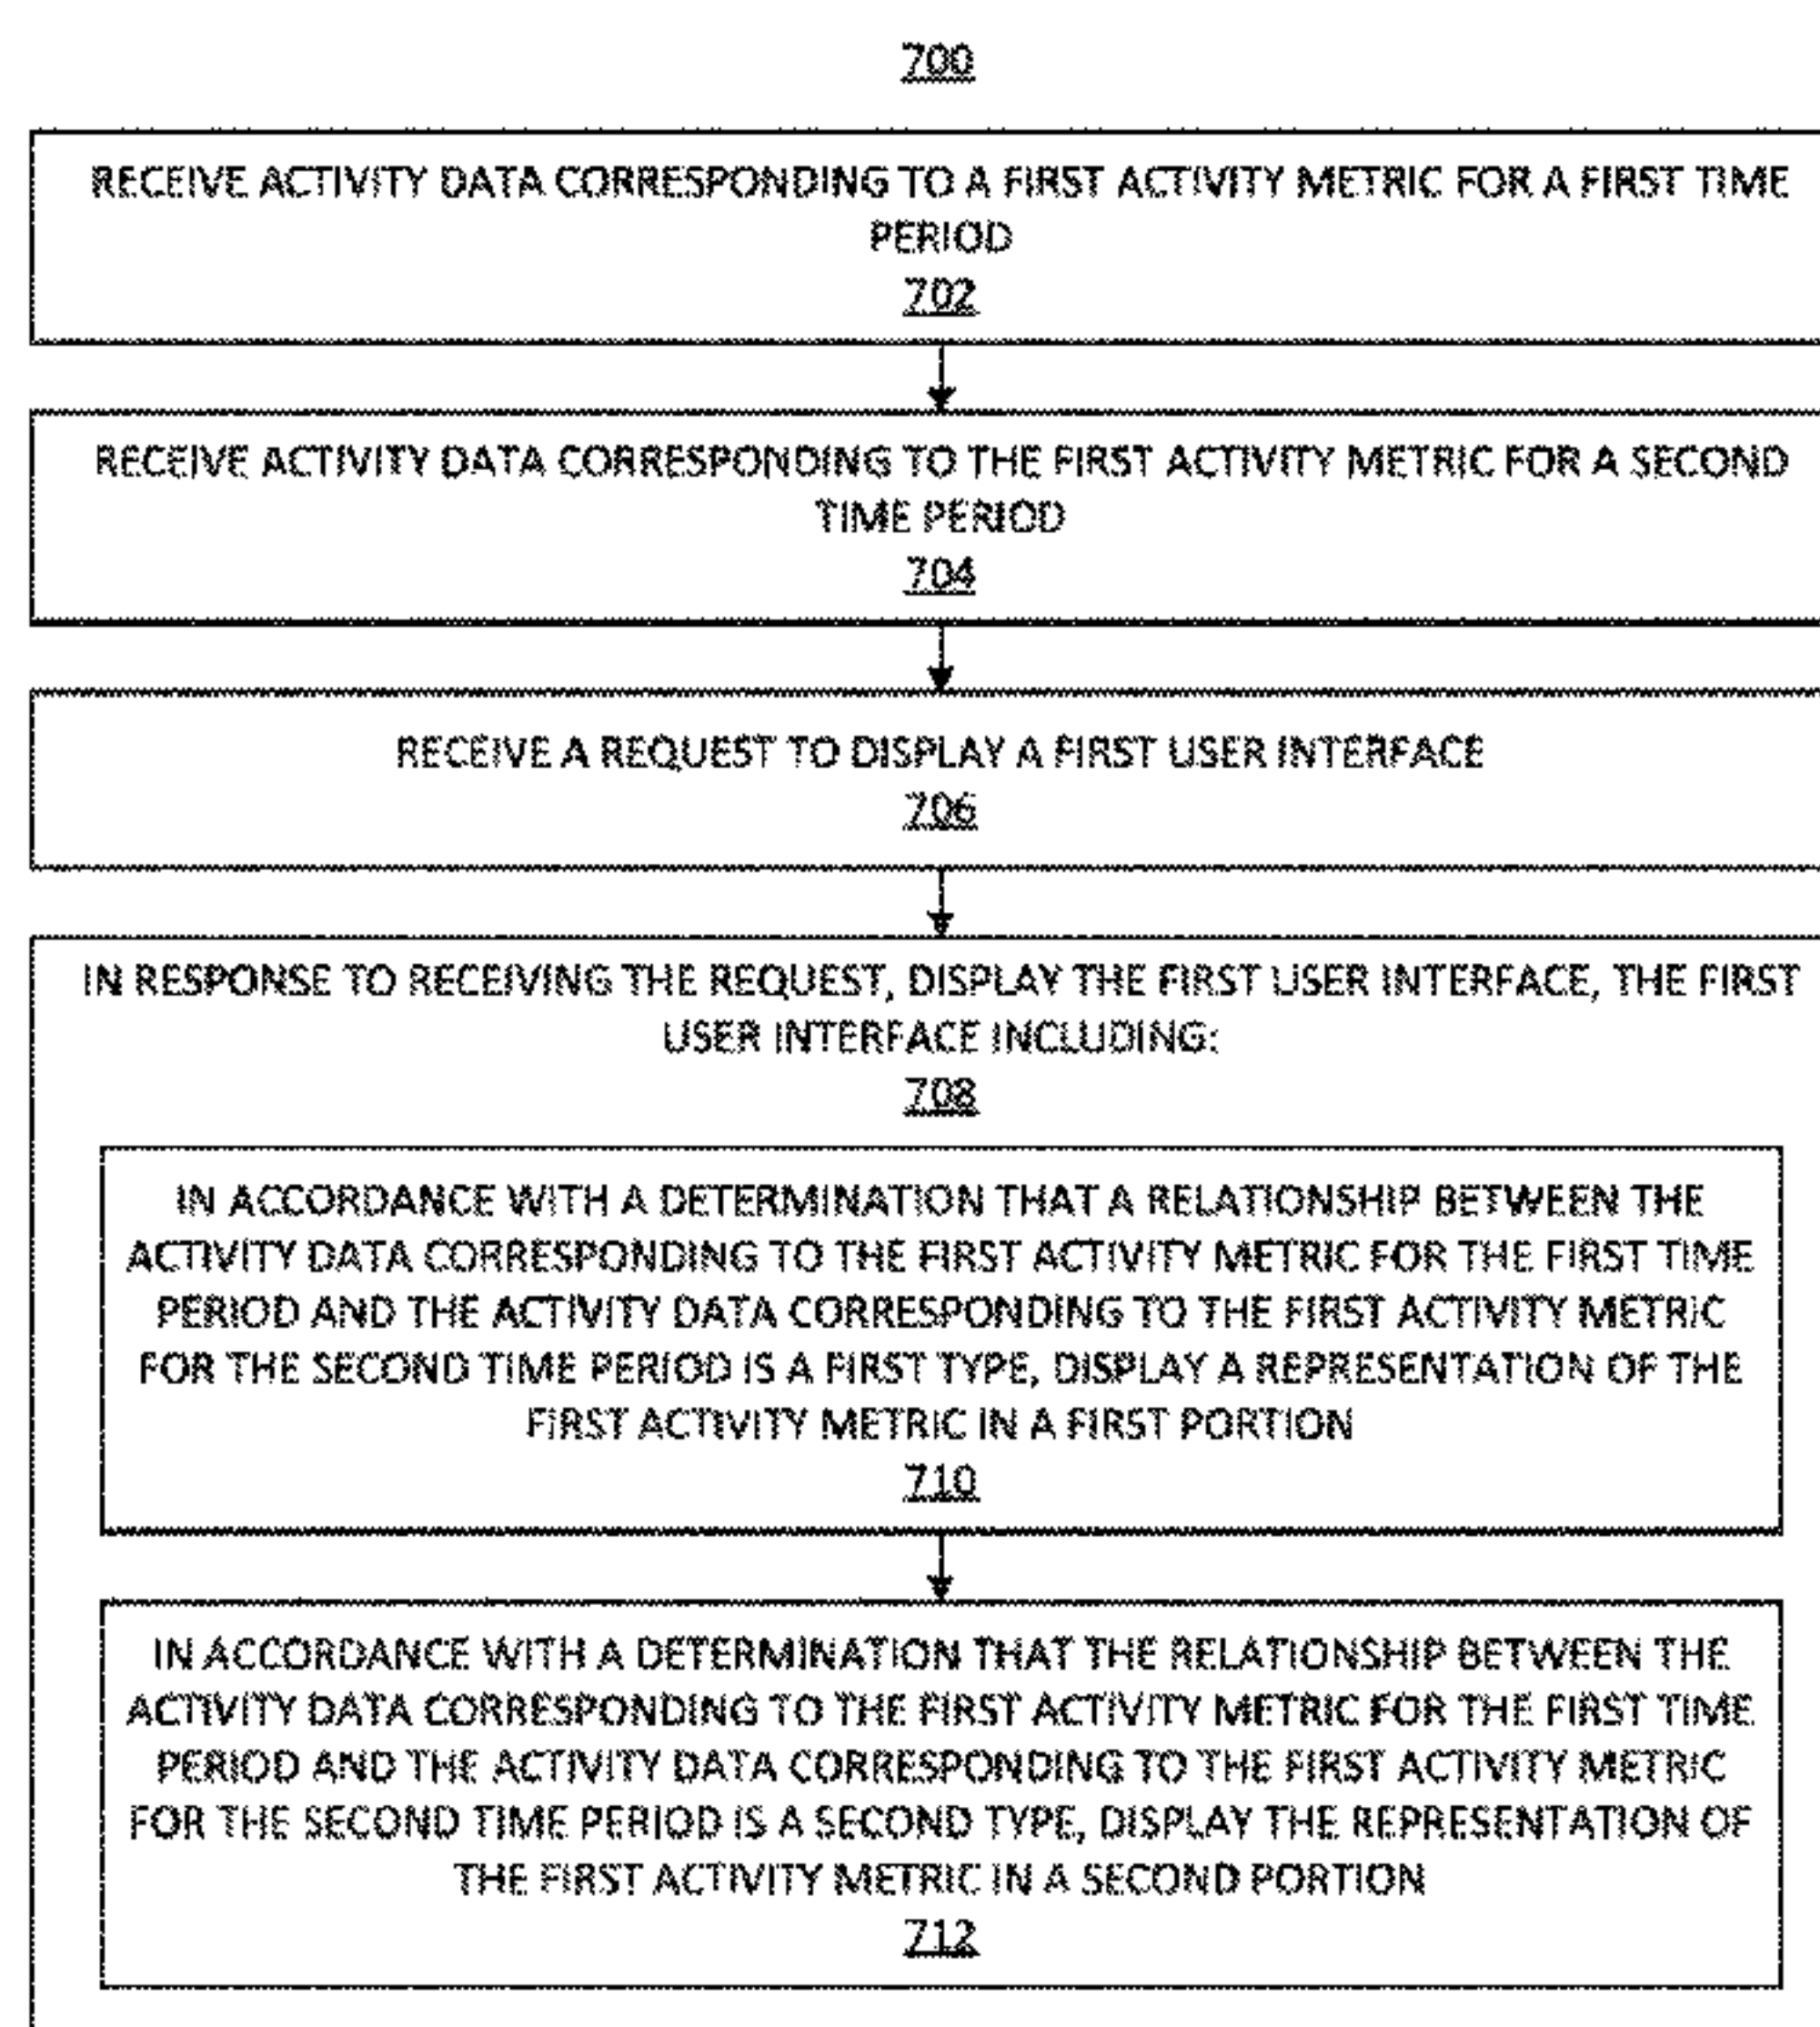 700
RECEIVE ACTIVITY DATA CORRESPONDING TO A FIRST ACTIVITY METRIC FOR A FIRST TIME
PERIOD
702
RECEIVE ACTIVITY DATA CORRESPONDING TO THE FIRST ACTIVITY METRIC FOR A SECOND
TIME PERIOD
704
RECEIVE A REQUEST TO DISPLAY A FIRST USER INTERFACE
706
IN RESPONSE TO RECEIVING THE REQUEST, DISPLAY THE FIRST USER INTERFACE, THE FIRST
USER INTERFACE INCLUDING:
708
IN ACCORDANCE WITH A DETERMINATION THAT A RELATIONSHIP BETWEEN THE
ACTIVITY DATA CORRESPONDING TO THE FIRST ACTIVITY METRIC FOR THE FIRST TIME
PERIOD AND THE ACTIVITY DATA CORRESPONDING TO THE FIRST ACTIVITY METRIC
FOR THE SECOND TIME PERIOD IS A FIRST TYPE, DISPLAY A REPRESENTATION OF THE
FIRST ACTIVITY METRIC IN A FIRST PORTION
710
IN ACCORDANCE WITH A DETERMINATION THAT THE RELATIONSHIP BETWEEN THE
ACTIVITY DATA CORRESPONDING TO THE FIRST ACTIVITY METRIC FOR THE FIRST TIME
PERIOD AND THE ACTIVITY DATA CORRESPONDING TO THE FIRST ACTIVITY METRIC
FOR THE SECOND TIME PERIOD IS A SECOND TYPE, DISPLAY THE REPRESENTATION OF
THE FIRST ACTIVITY METRIC IN A SECOND PORTION
712